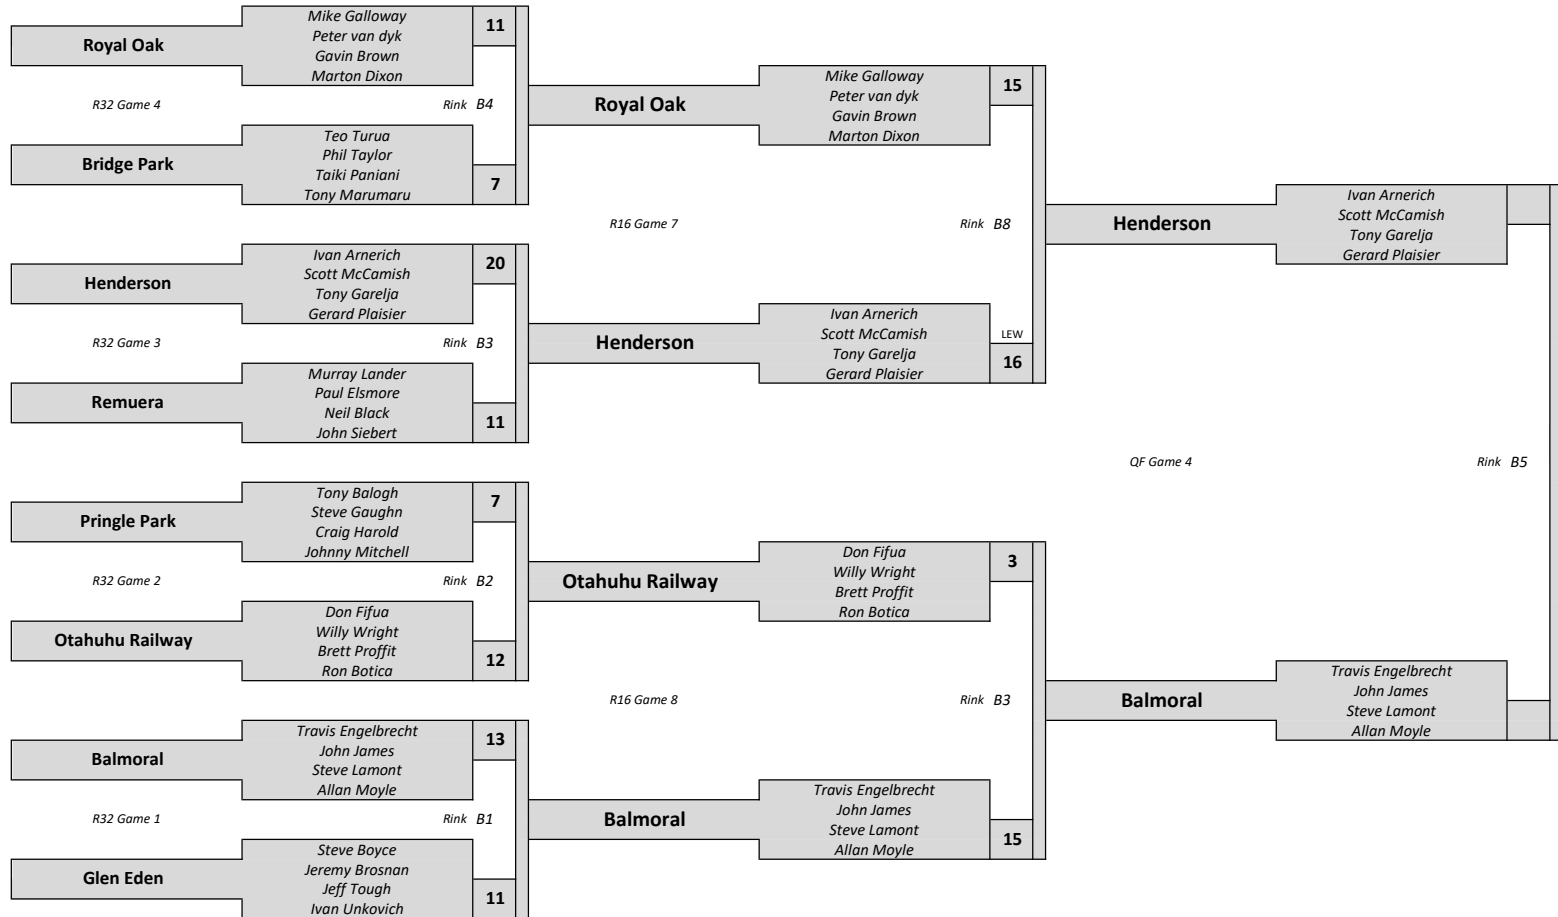 Mike Galloway
11
Royal Oak
Peter van dyk
Gavin Brown
Marton Dixon
R32 Game 4
Rink B4
Teo Turua
Bridge Park
Phil Taylor
Taiki Paniani
7
Tony Marumaru
Royal Oak
Mike Galloway
15
Peter van dyk
Gavin Brown
Marton Dixon
R16 Game 7
Rink B8
Ivan Arnerich
20
Henderson
Scott McCamish
Tony Garelja
Gerard Plaisier
R32 Game 3
Rink B3
Murray Lander
Remuera
Paul Elsmore
Neil Black
11
John Siebert
Henderson
Ivan Arnerich
Scott McCamish
LEW
Tony Garelja
16
Gerard Plaisier
Henderson
Ivan Arnerich
Scott McCamish
Tony Garelja
Gerard Plaisier
QF Game 4
Rink B5
Tony Balogh
7
Pringle Park
Steve Gaughn
Craig Harold
Johnny Mitchell
R32 Game 2
Rink B2
Don Fifua
Otahuhu Railway
Willy Wright
Brett Proffit
12
Ron Botica
Otahuhu Railway
Don Fifua
3
Willy Wright
Brett Proffit
Ron Botica
R16 Game 8
Rink B3
Travis Engelbrecht
13
Balmoral
John James
Steve Lamont
Allan Moyle
R32 Game 1
Rink B1
Steve Boyce
Glen Eden
Jeremy Brosnan
Jeff Tough
11
Ivan Unkovich
Balmoral
Travis Engelbrecht
John James
Steve Lamont
15
Allan Moyle
Balmoral
Travis Engelbrecht
John James
Steve Lamont
Allan Moyle